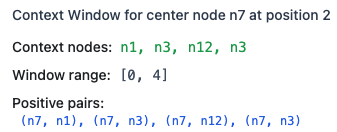 Context Window for center node n7 at position 2
Context nodes: n1, n3, n12, n3
Window range: [0, 4]
Positive pairs:
(n7, n1), (n7, n3), (n7, n12), (n7, n3)